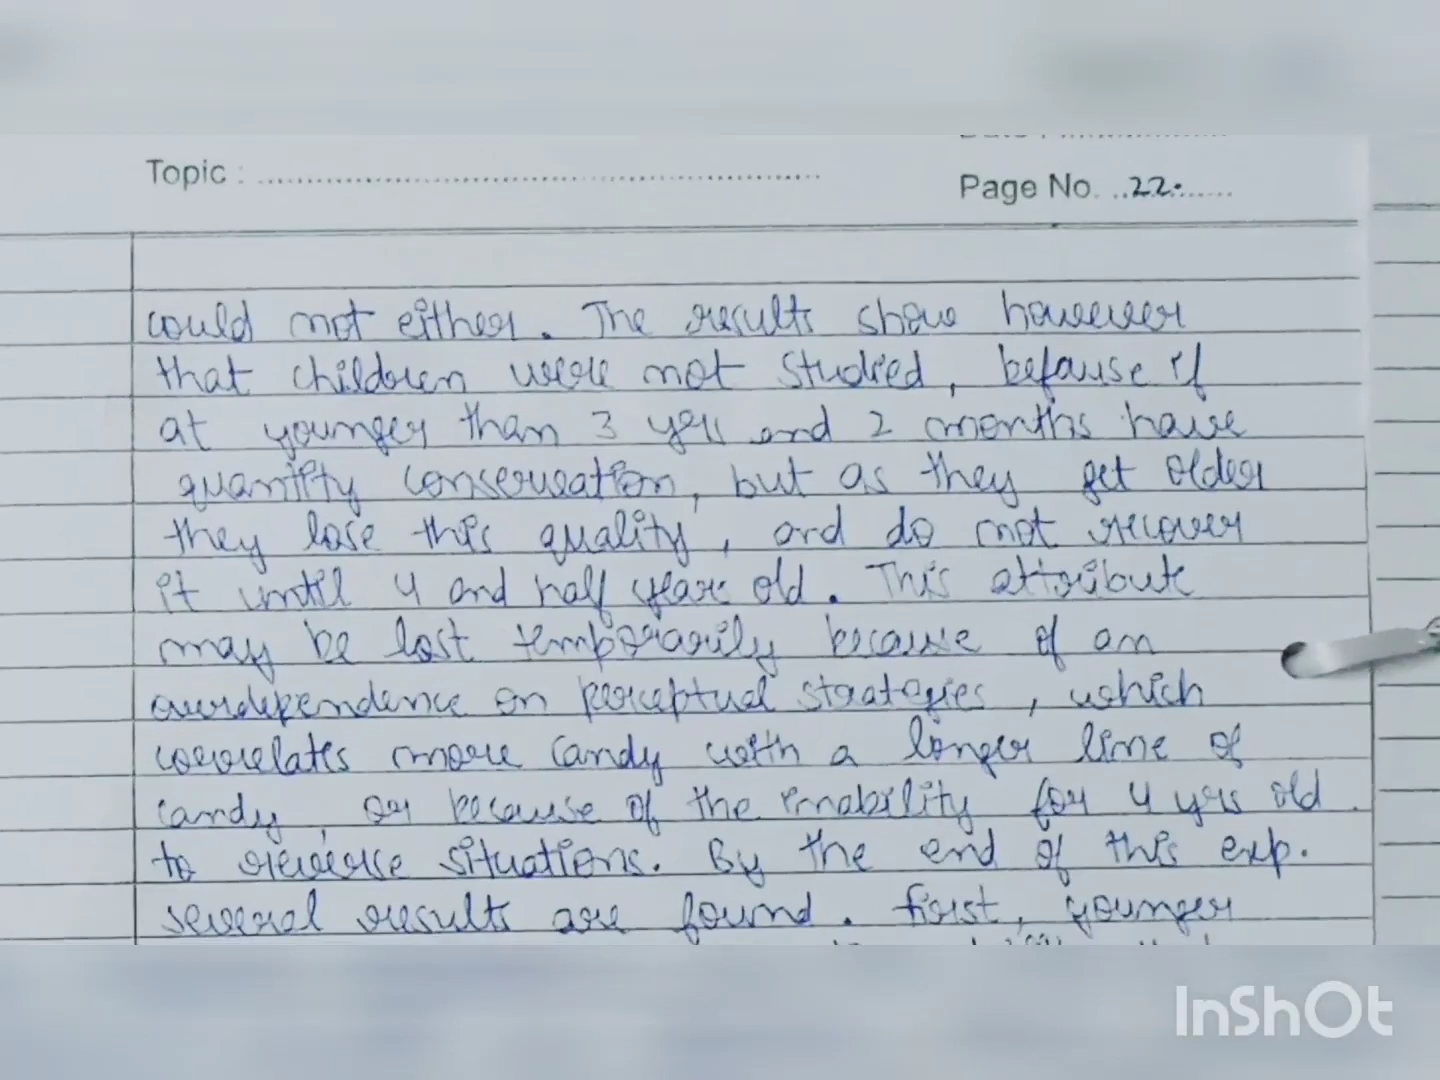 Topic :
Page No. 22.
could not either. The results show however
that children were not studied, befause if
at younger than 3 yrs and 2 months have
quantity conservation, but as they get older
they lose this quality, and do not recover
it until 4 and half years old. This attribute
may be lost temporarily because of an
overdependence on perceptual strategies, which
correlates more candy with a longer line of
candy, or because of the inability for 4 yrs old
to reverse situations. By the end of this exp.
several results are found. first, younger
InShOt